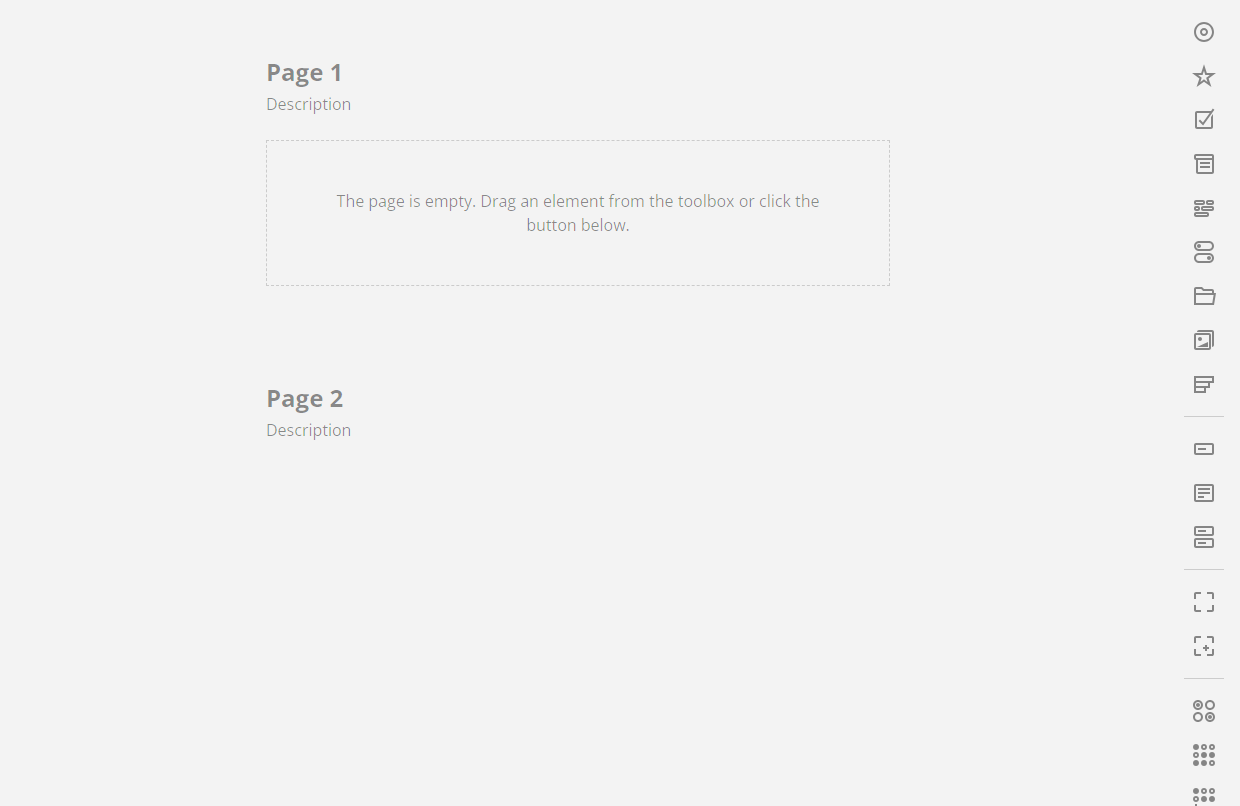 Page 1
Description
The page is empty. Drag an element from the toolbox or click the
button below.
Page 2
Description